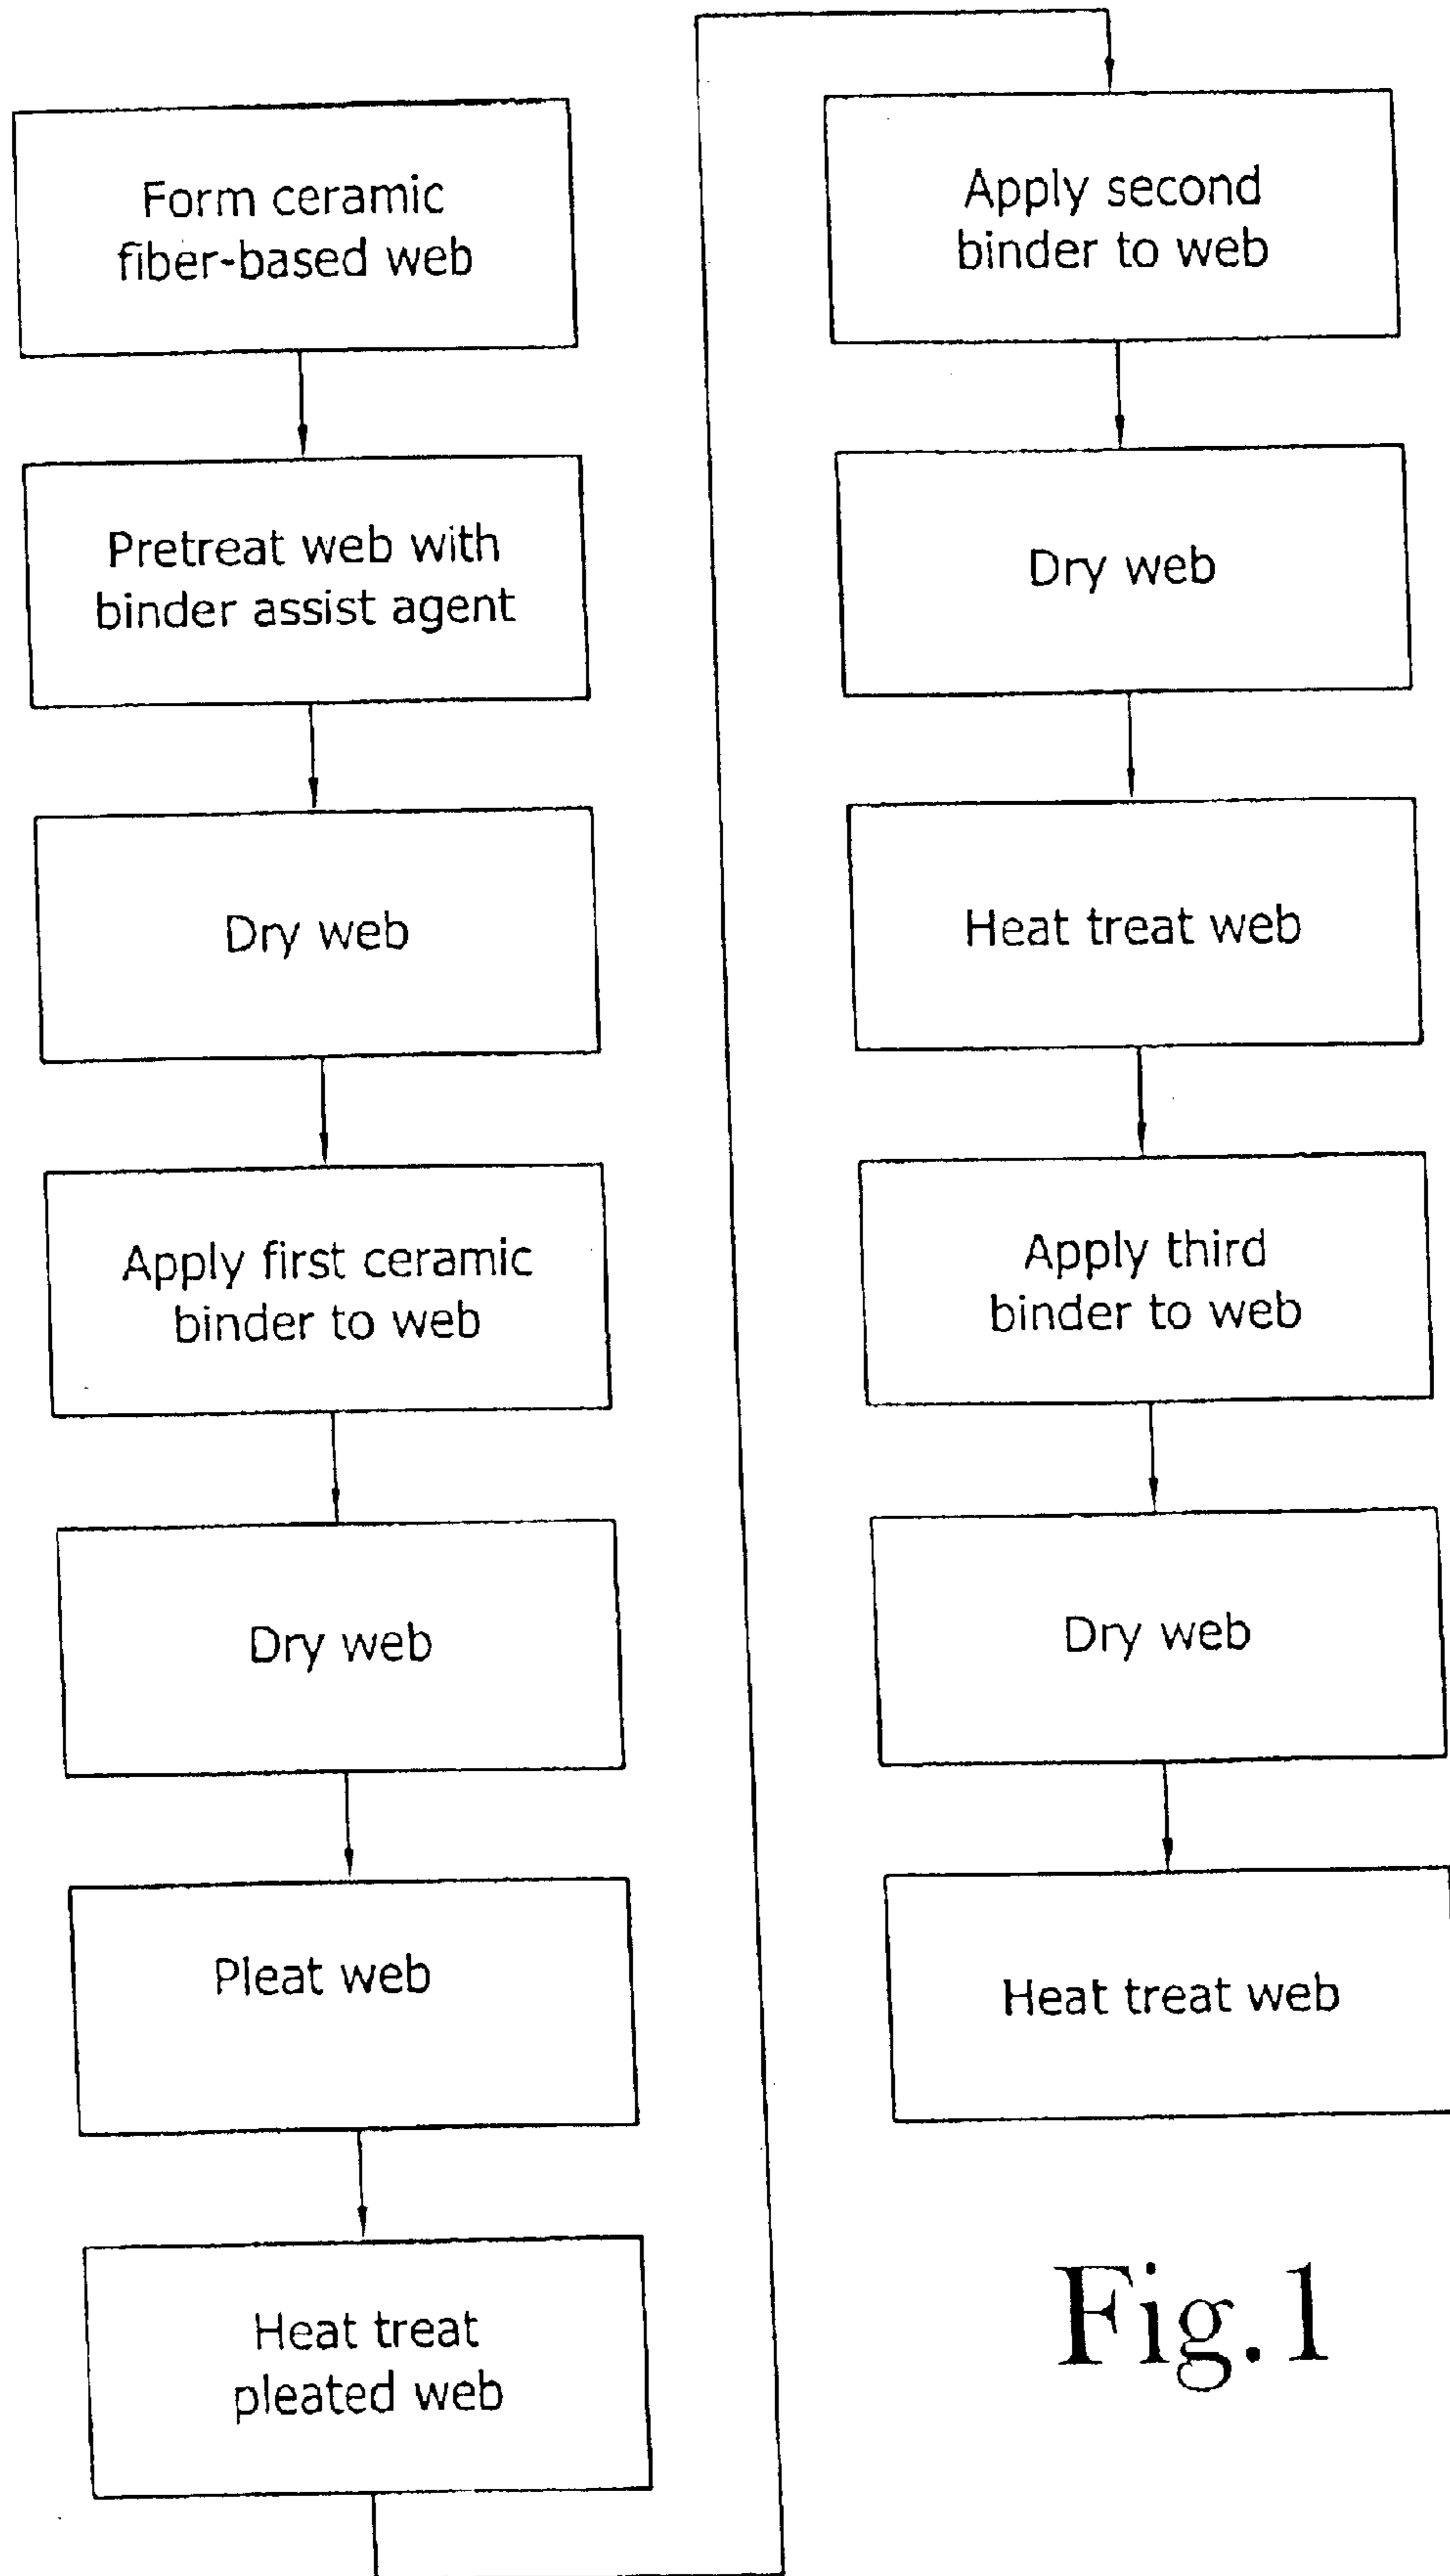 Form ceramic
fiber-based web
Pretreat web with
binder assist agent
Dry web
Apply first ceramic
binder to web
Dry web
Pleat web
Heat treat
pleated web
Apply second
binder to web
Dry web
Heat treat web
Apply third
binder to web
Dry web
Heat treat web
Fig.1